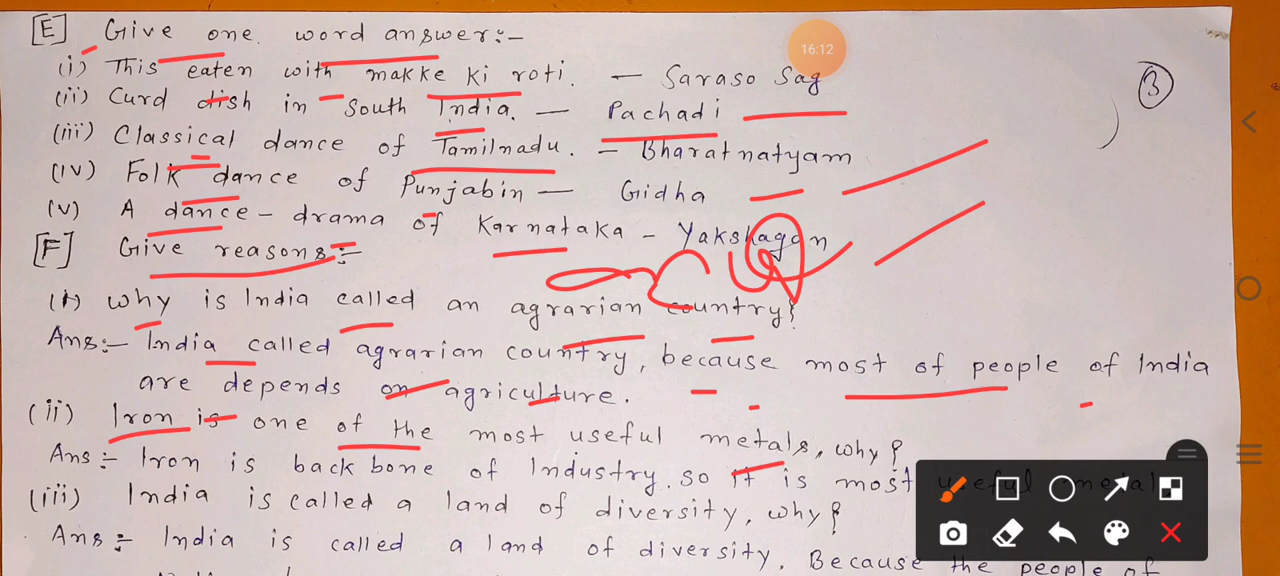 [E] Give one word answer:-
16:12
(i) This eaten with makke ki roti. - Saraso Sag
(3)
(ii) Curd dish in South India. - Pachadi
(iii) Classical dance of Tamilnadu. - Bharatnatyam
(iv) Folk dance of Punjabin - Gidha
(v) A dance - drama of Karnataka - Yakshagan
[F] Give reasons:-
(i) why is India called an agrarian country?
Ans:- India called agrarian country, because most of people of India
are depends on agriculture.
(ii) Iron is one of the most useful metals, why?
Ans:- Iron is back bone of Industry. so it is most
(iii) India is called a land of diversity, why?
Ans:- India is called a land of diversity. Because the people of